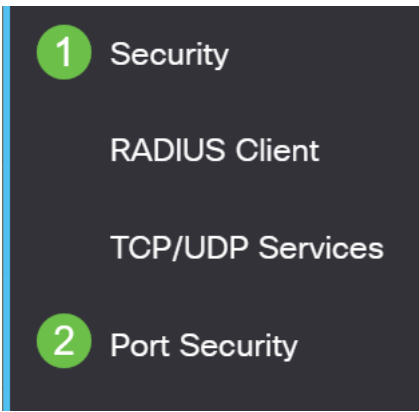 1 Security
RADIUS Client
TCP/UDP Services
2 Port Security